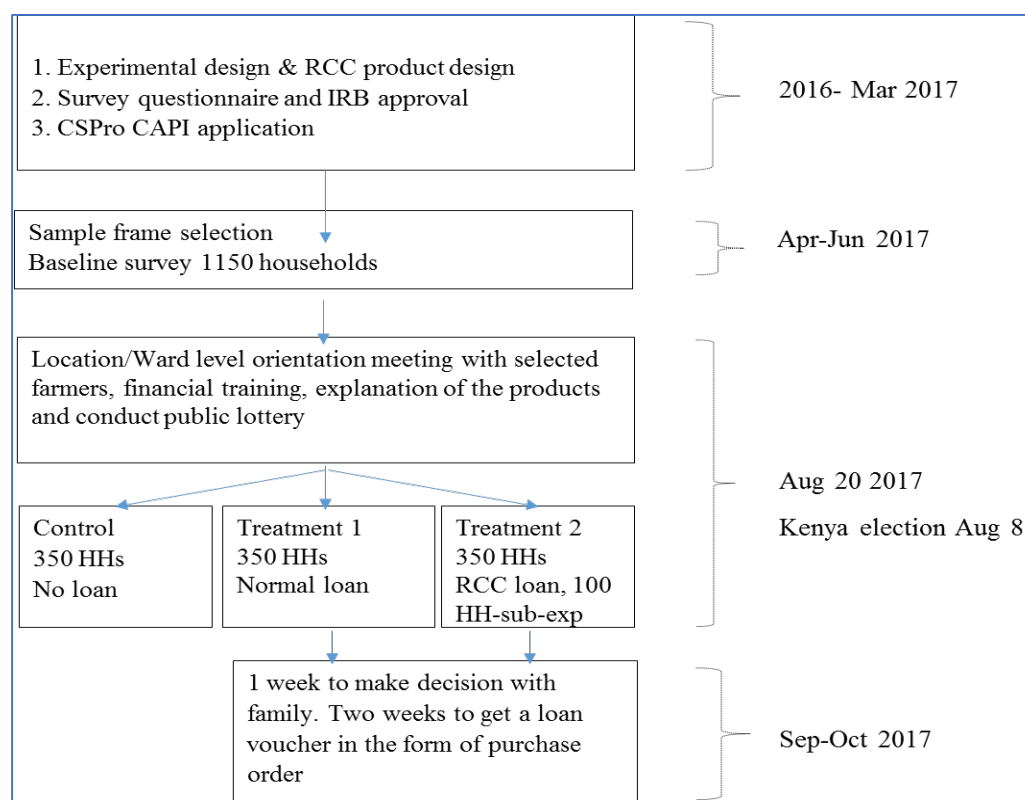 1. Experimental design & RCC product design
2. Survey questionnaire and IRB approval
3. CSPro CAPI application
2016- Mar 2017
Sample frame selection
Baseline survey 1150 households
Apr-Jun 2017
Location/Ward level orientation meeting with selected
farmers, financial training, explanation of the products
and conduct public lottery
Aug 20 2017
Kenya election Aug 8
Control
350 HHs
No loan
Treatment 1
350 HHs
Normal loan
Treatment 2
350 HHs
RCC loan, 100
HH-sub-exp
1 week to make decision with
family. Two weeks to get a loan
voucher in the form of purchase
order
Sep-Oct 2017